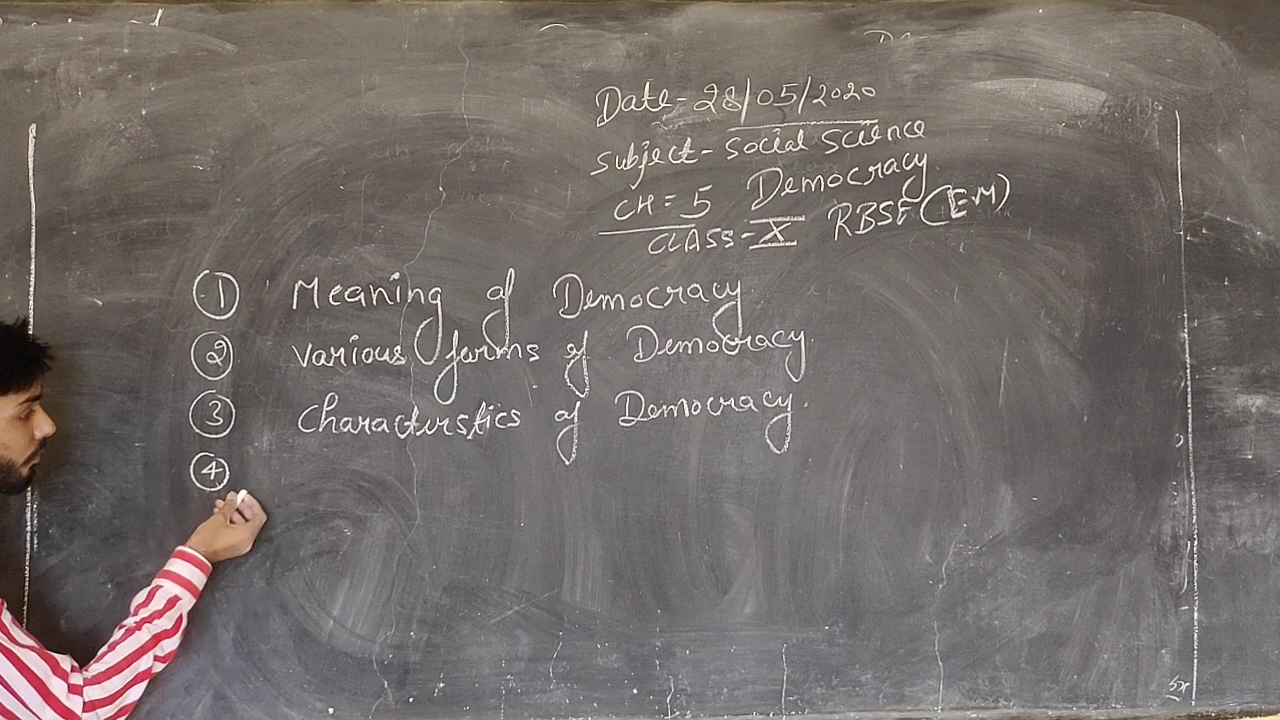 Date-28/05/2020
Subject-Social Science
CH=5 Democracy
CLASS-X RBSE(E.M)
1 Meaning of Democracy
2 various forms of Democracy.
3 Characteristics of Democracy.
4